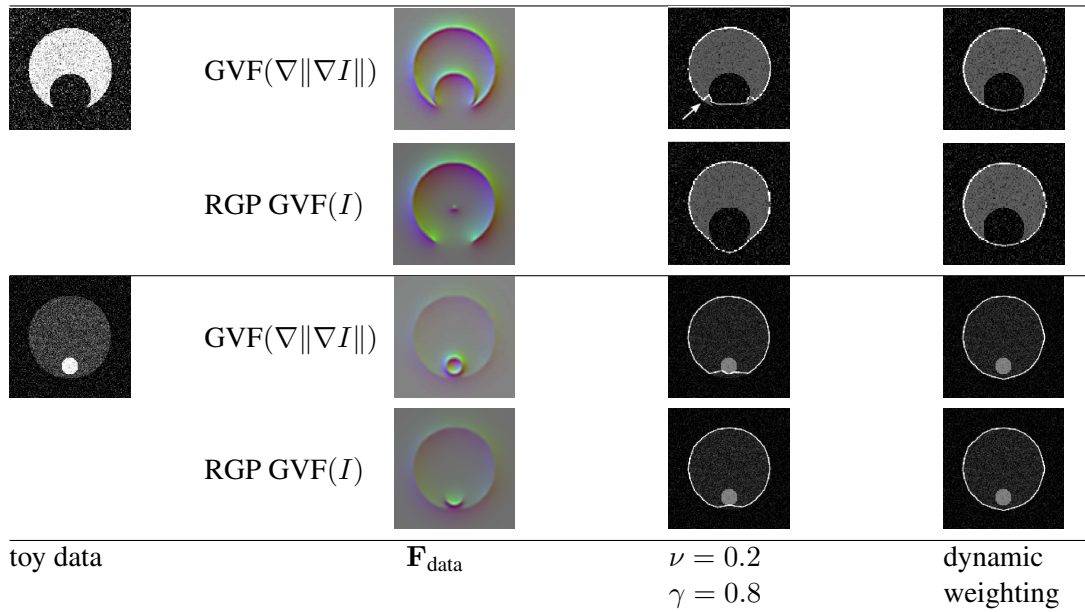 GVF(∇‖∇I‖)
RGP GVF(I)
GVF(∇‖∇I‖)
RGP GVF(I)
toy data F_data ν = 0.2 dynamic
γ = 0.8 weighting